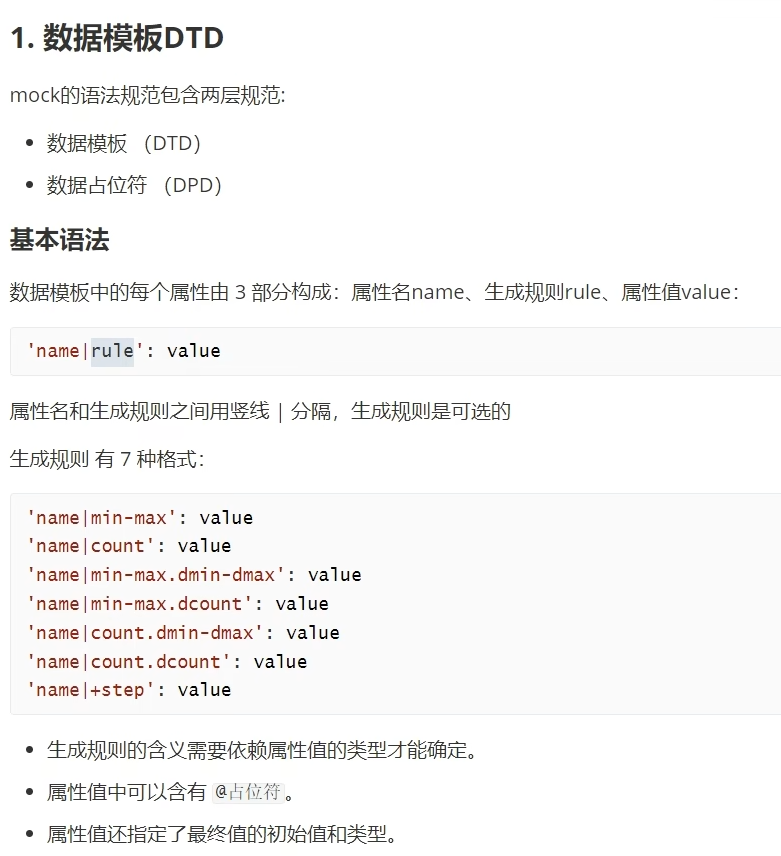 1. 数据模板DTD
mock的语法规范包含两层规范:
数据模板 （DTD）
数据占位符 （DPD）
基本语法
数据模板中的每个属性由 3 部分构成：属性名name、生成规则rule、属性值value：
'name|rule': value
属性名和生成规则之间用竖线 | 分隔，生成规则是可选的
生成规则 有 7 种格式：
'name|min-max': value
'name|count': value
'name|min-max.dmin-dmax': value
'name|min-max.dcount': value
'name|count.dmin-dmax': value
'name|count.dcount': value
'name|+step': value
生成规则的含义需要依赖属性值的类型才能确定。
属性值中可以含有 @占位符 。
属性值还指定了最终值的初始值和类型。